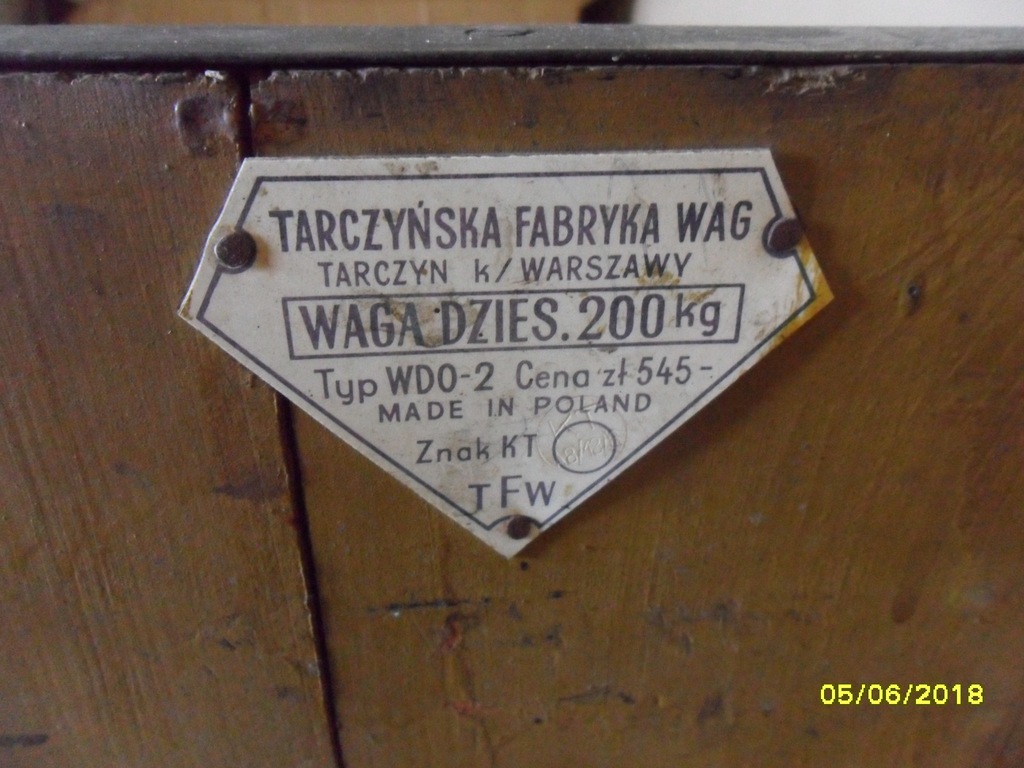 TARCZYŃSKA FABRYKA WAG
TARCZYN k/WARSZAWY
WAGA DZIES. 200 kg
Typ WDO-2 Cena zł 545-
MADE IN POLAND
Znak KT
TFW
05/06/2018